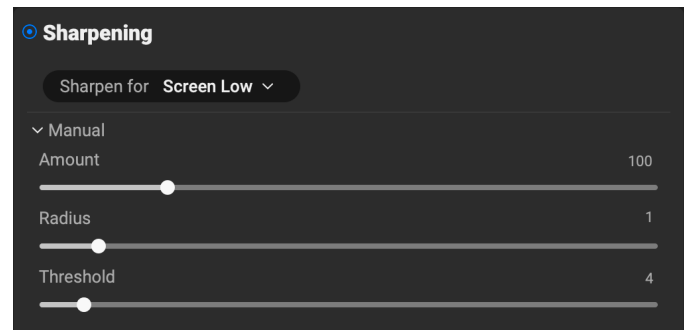 Sharpening
Sharpen for Screen Low
Manual
Amount 100
Radius 1
Threshold 4